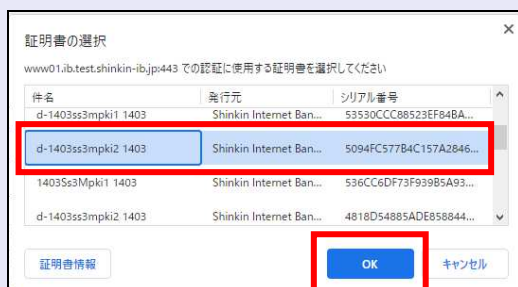 証明書の選択
www01.ib.test.shinkin-ib.jp:443 での認証に使用する証明書を選択してください
件名 発行元 シリアル番号
d-1403ss3mpki1 1403 Shinkin Internet Ban... 53530CCC88523EF84BA...
d-1403ss3mpki2 1403 Shinkin Internet Ban... 5094FC577B4C157A2846...
1403Ss3Mpki1 1403 Shinkin Internet Ban... 536CC6DF73F939B5A93...
d-1403ss3mpki2 1403 Shinkin Internet Ban... 4818D54885ADE858844...
証明書情報 OK キャンセル